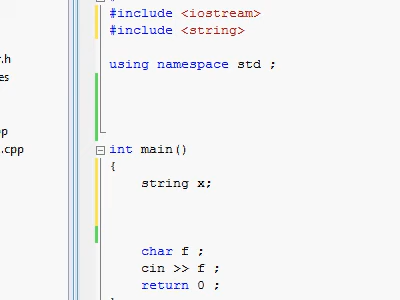 #include <iostream>
#include <string>
using namespace std ;
.h
es
int main()
p
.cpp
{
string x;
char f ;
cin >> f ;
return 0 ;